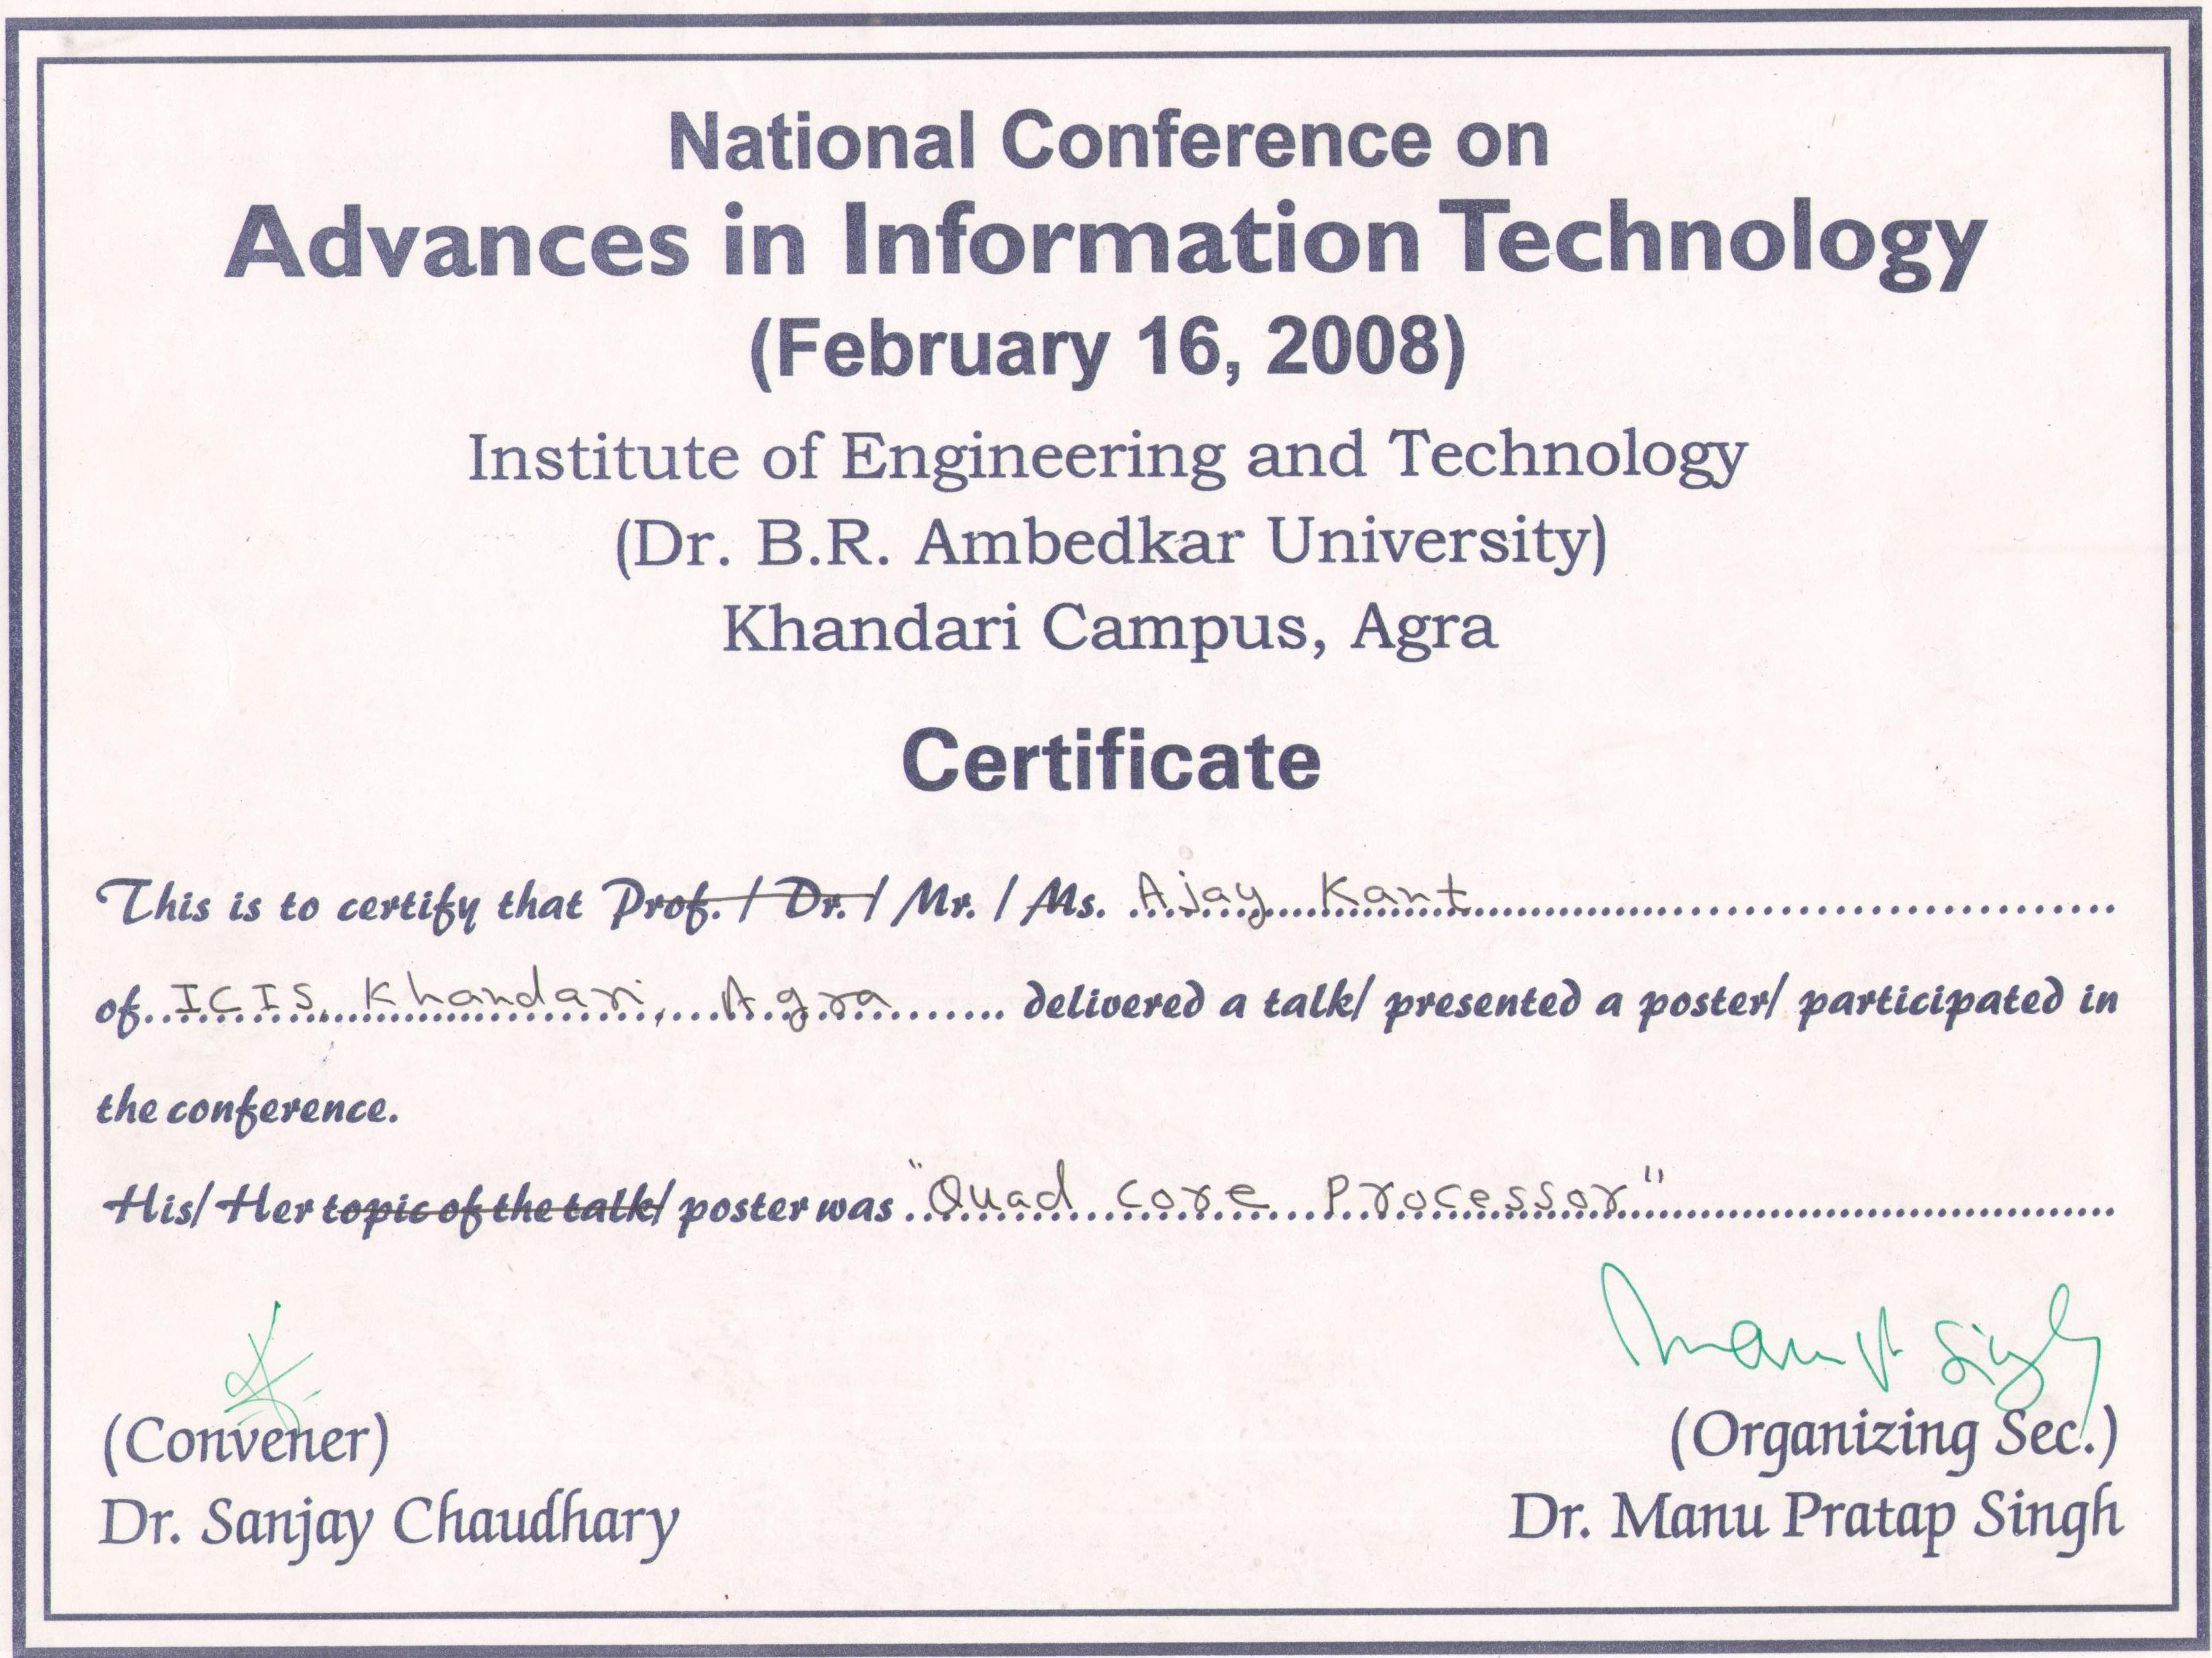 National Conference on
Advances in Information Technology
(February 16, 2008)
Institute of Engineering and Technology
(Dr. B.R. Ambedkar University)
Khandari Campus, Agra
Certificate
This is to certify that Prof. / Dr. / Mr. / Ms. Ajay Kant
of ICIS, Khandari, Agra delivered a talk/ presented a poster/ participated in
the conference.
His/ Her topic of the talk/ poster was "Quad core Processor"
(Convener)
Dr. Sanjay Chaudhary
(Organizing Sec.)
Dr. Manu Pratap Singh